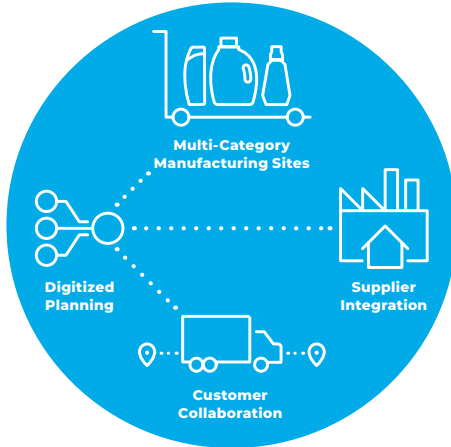 Multi-Category
Manufacturing Sites
Digitized
Planning
Supplier
Integration
Customer
Collaboration